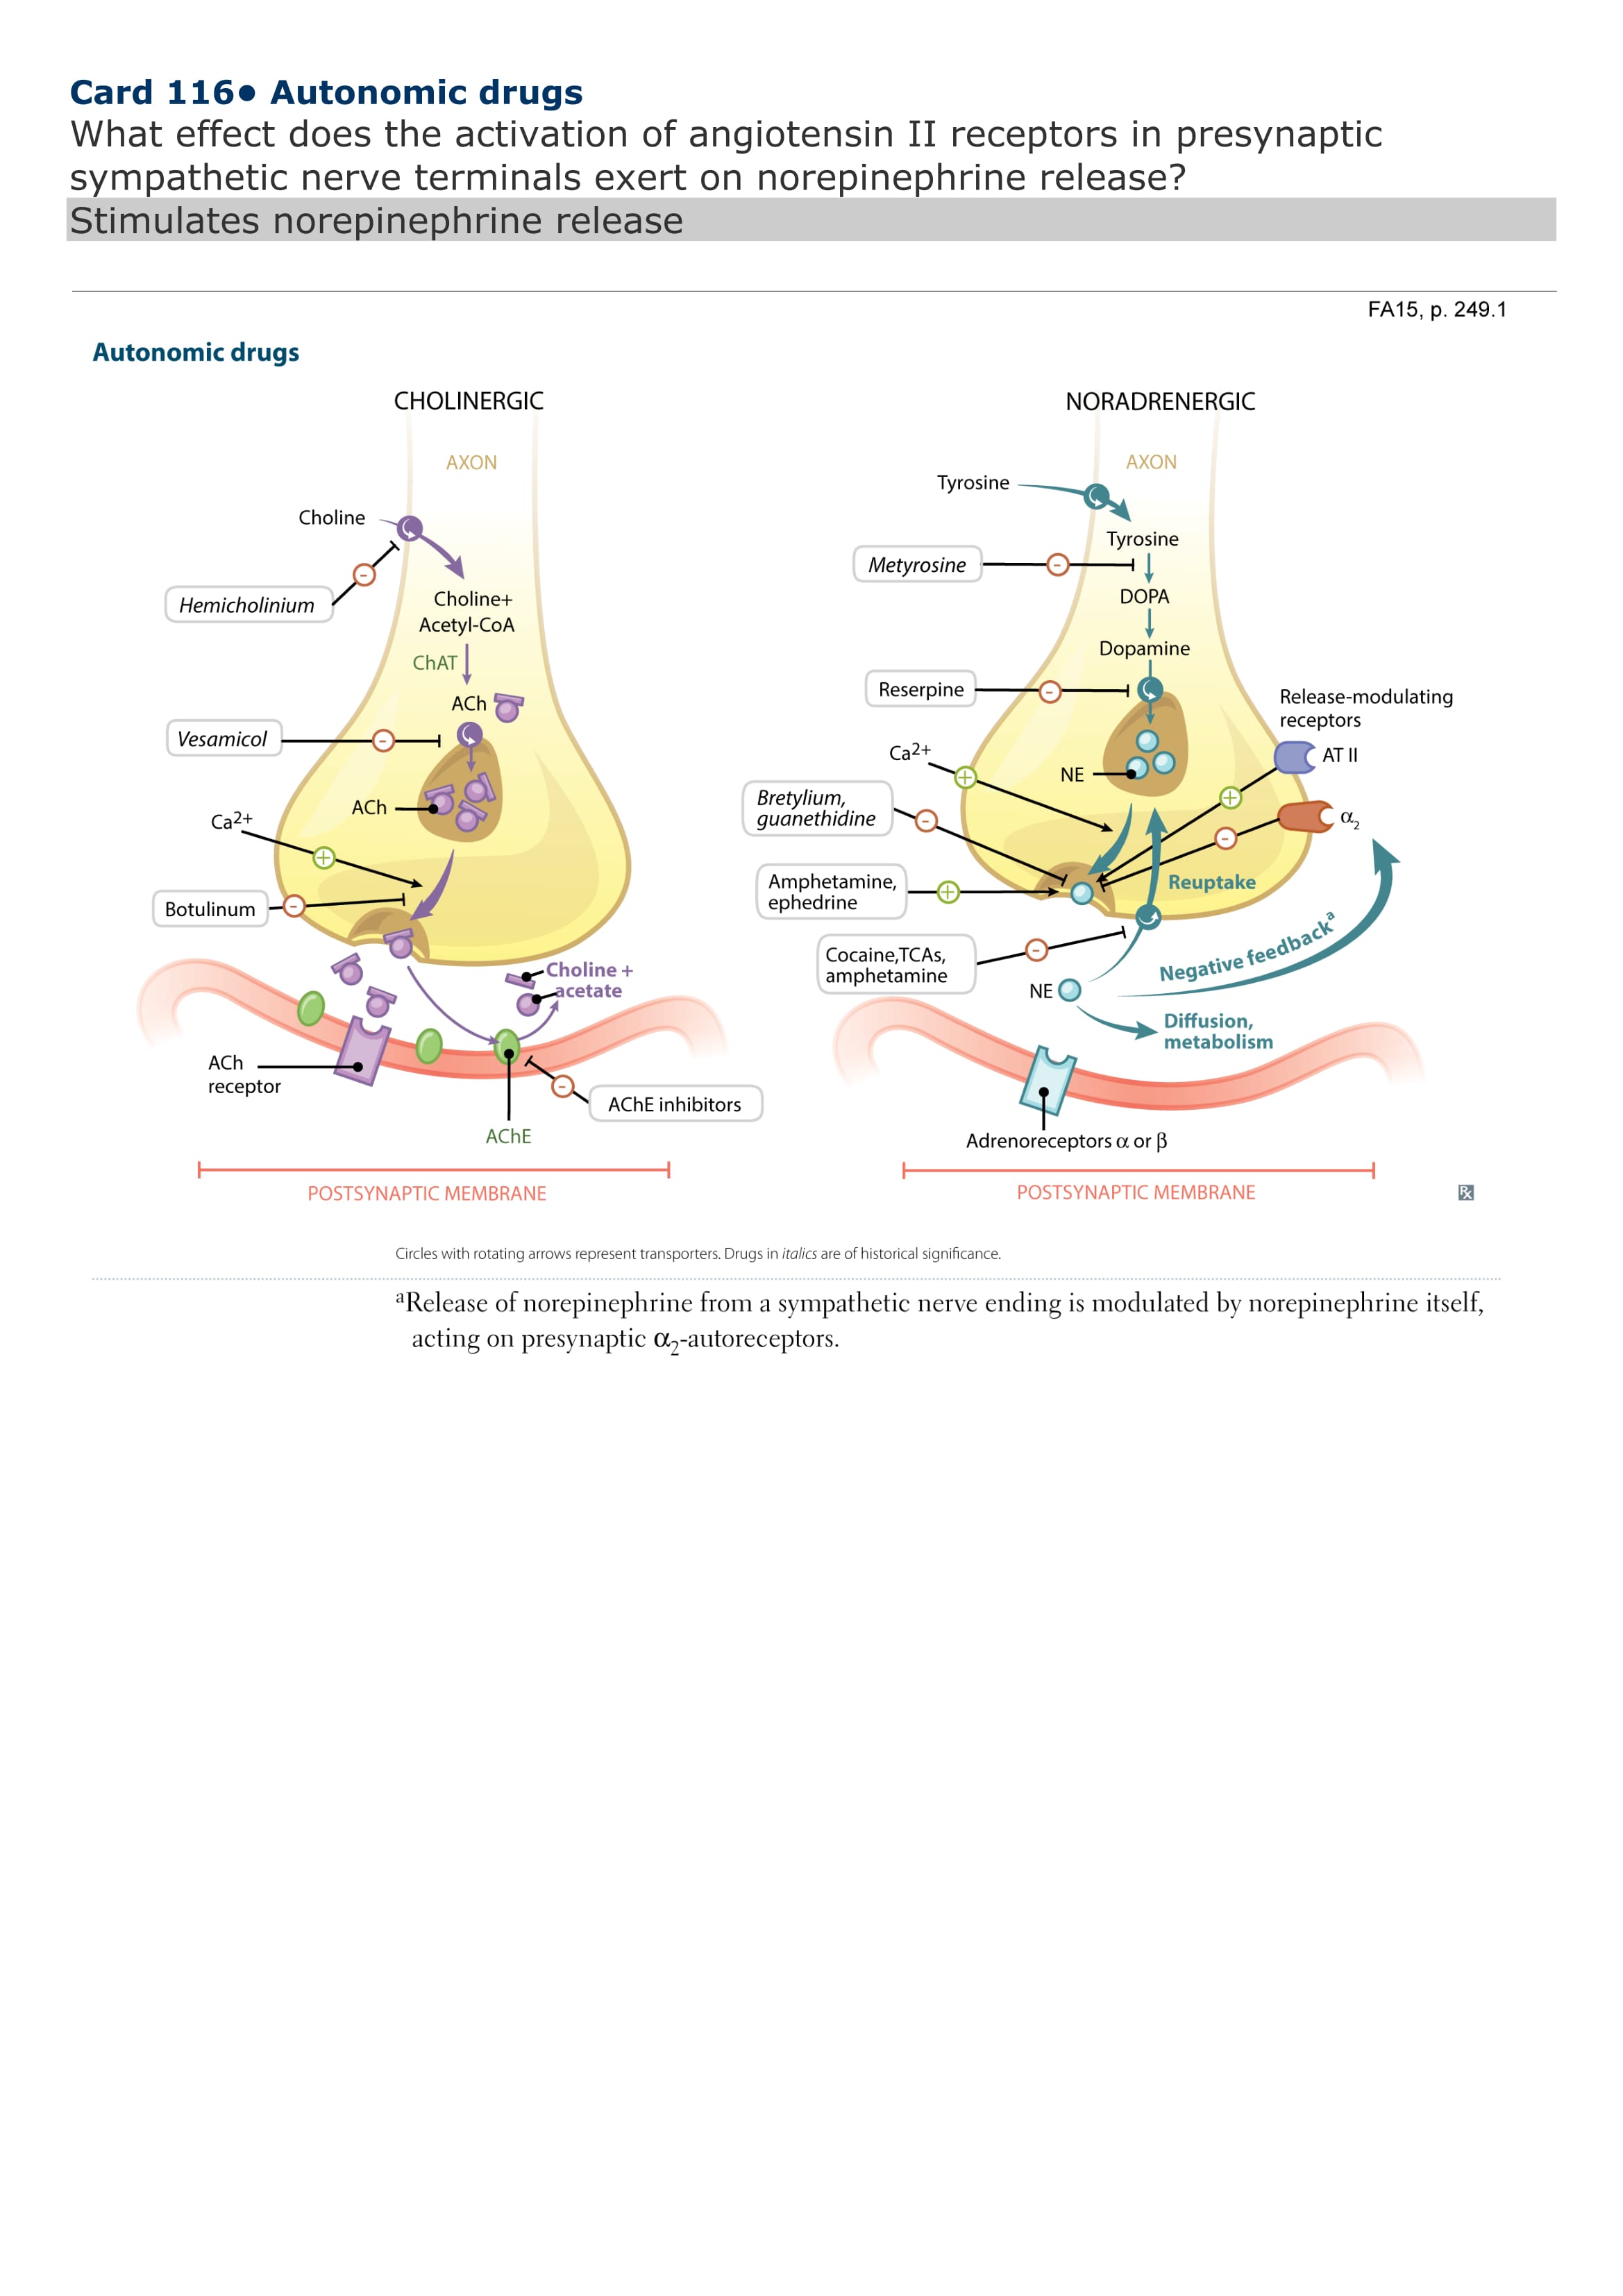 Card 116• Autonomic drugs
What effect does the activation of angiotensin II receptors in presynaptic
sympathetic nerve terminals exert on norepinephrine release?
Stimulates norepinephrine release
FA15, p. 249.1
Autonomic drugs
CHOLINERGIC
AXON
Choline
Hemicholinium
Choline+
Acetyl-CoA
ChAT
ACh
Vesamicol
ACh
Ca2+
Botulinum
Choline +
acetate
ACh
receptor
AChE inhibitors
AChE
POSTSYNAPTIC MEMBRANE
NORADRENERGIC
AXON
Tyrosine
Tyrosine
Metyrosine
DOPA
Dopamine
Reserpine
Release-modulating
receptors
AT II
Ca2+
NE
Bretylium,
guanethidine
α2
Amphetamine,
ephedrine
Reuptake
Cocaine,TCAs,
amphetamine
Negative feedbacka
NE
Diffusion,
metabolism
Adrenoreceptors α or β
POSTSYNAPTIC MEMBRANE
Rx
Circles with rotating arrows represent transporters. Drugs in italics are of historical significance.
aRelease of norepinephrine from a sympathetic nerve ending is modulated by norepinephrine itself,
acting on presynaptic α2-autoreceptors.